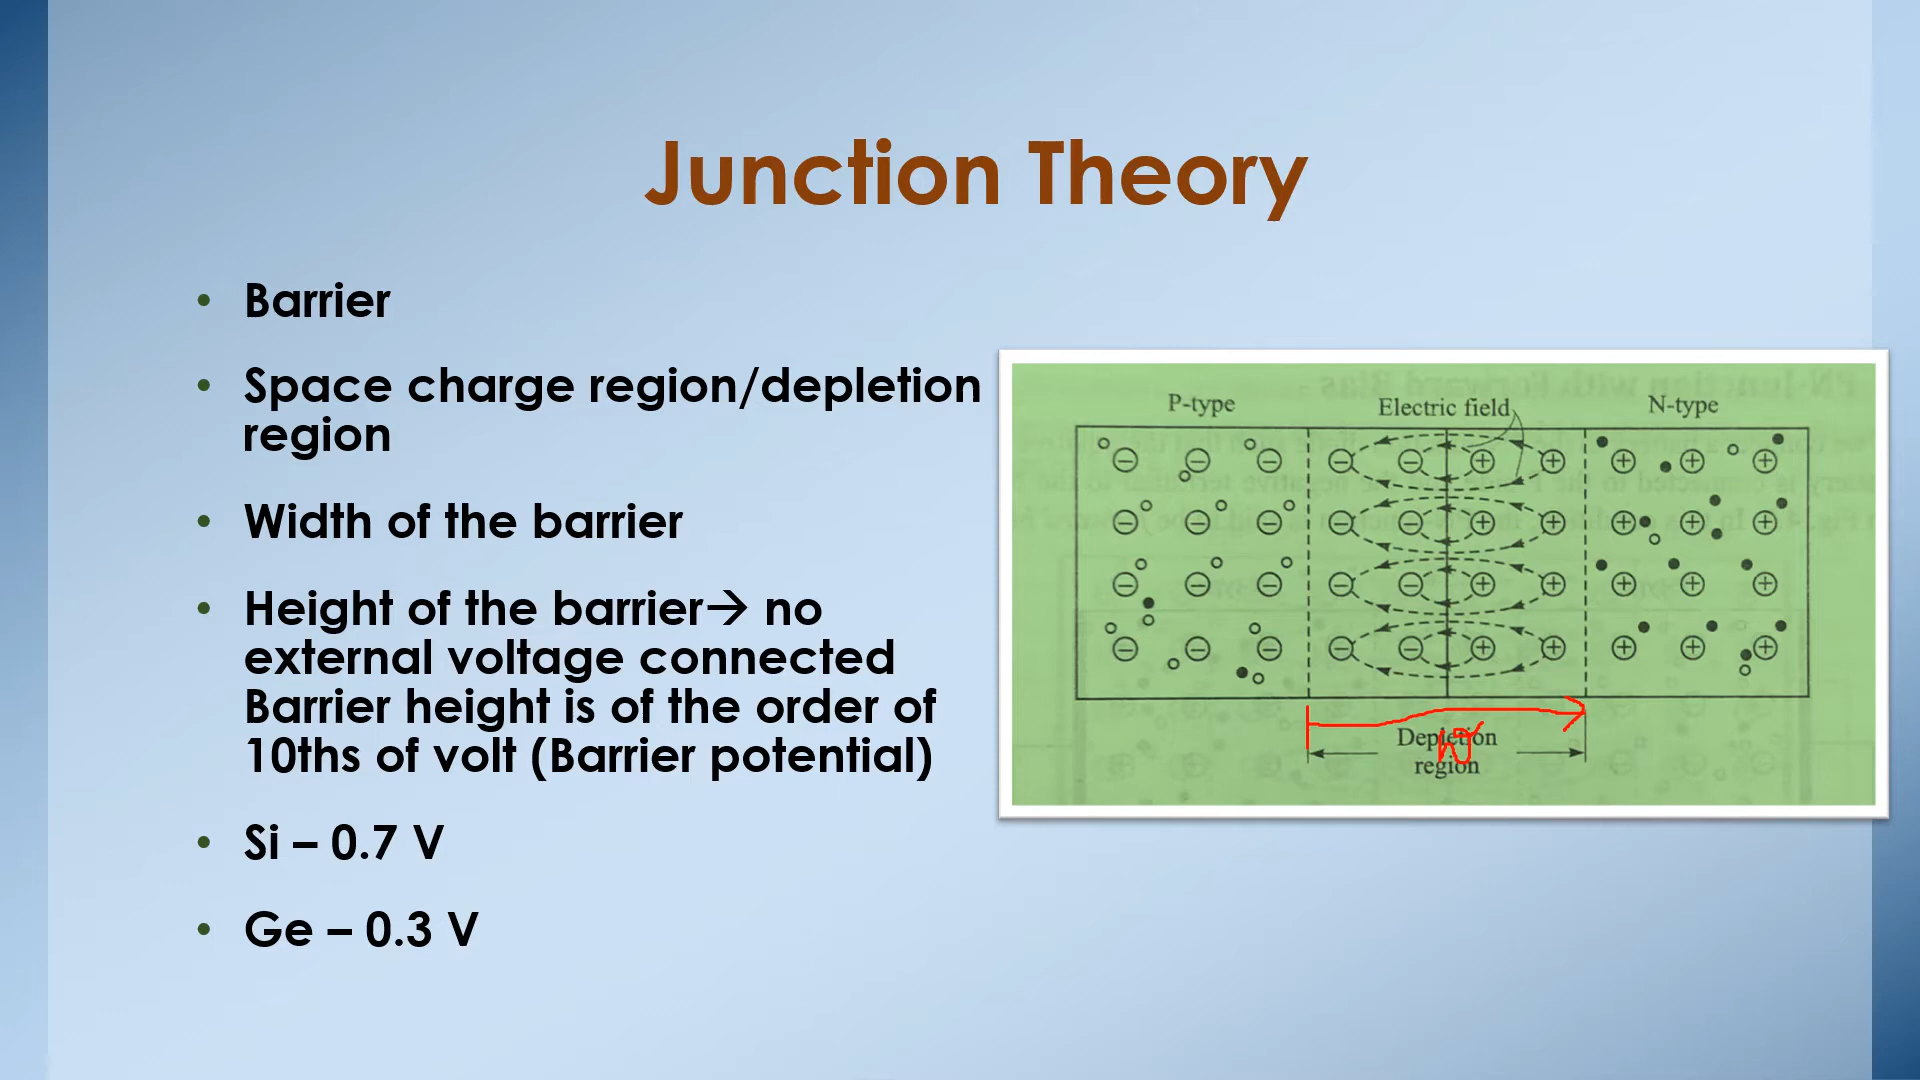 Junction Theory
• Barrier
• Space charge region/depletion
region
• Width of the barrier
• Height of the barrier→ no
external voltage connected
Barrier height is of the order of
10ths of volt (Barrier potential)
• Si – 0.7 V
• Ge – 0.3 V
P-type
Electric field
N-type
Depletion
region